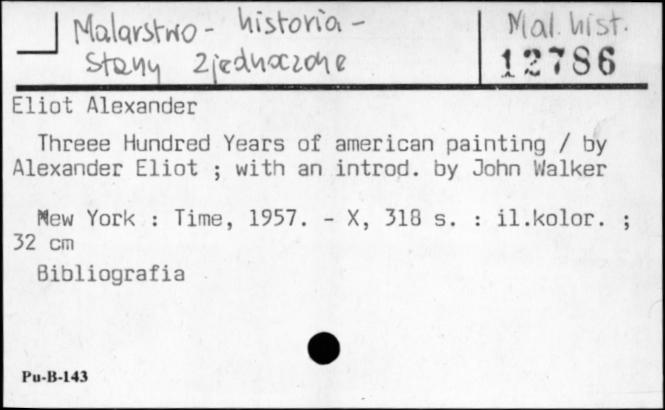 Malarstwo - historia -
Stany Zjednoczone
Mal. hist.
12786
Eliot Alexander
Threee Hundred Years of american painting / by
Alexander Eliot ; with an introd. by John Walker
New York : Time, 1957. - X, 318 s. : il.kolor. ;
32 cm
Bibliografia
Pu-B-143